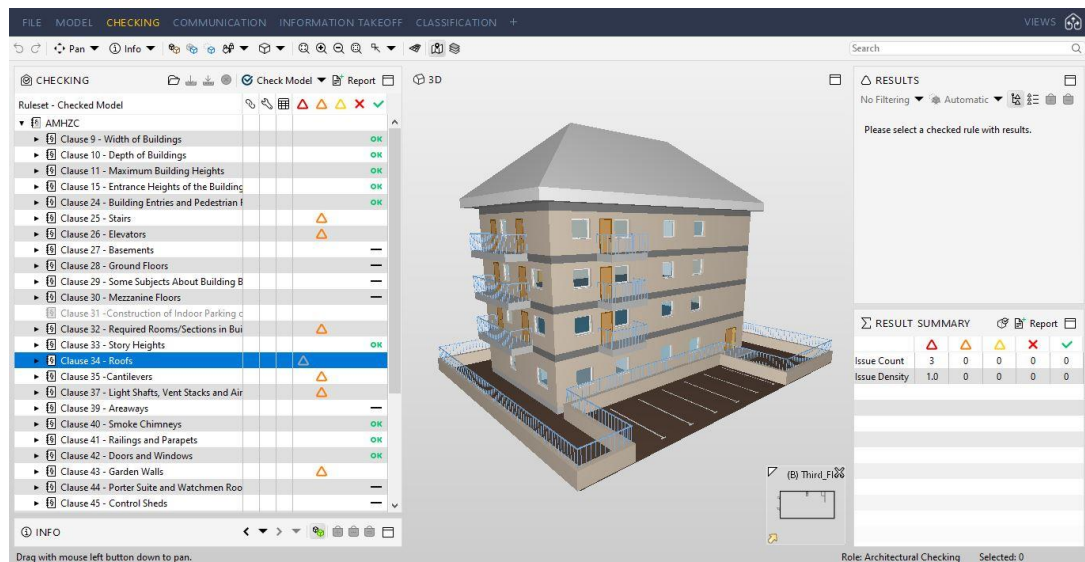 FILE MODEL CHECKING COMMUNICATION INFORMATION TAKEOFF CLASSIFICATION + VIEWS
Pan Info Search
CHECKING Check Model Report
Ruleset - Checked Model
AMHZC
Clause 9 - Width of Buildings OK
Clause 10 - Depth of Buildings OK
Clause 11 - Maximum Building Heights OK
Clause 15 - Entrance Heights of the Building OK
Clause 24 - Building Entries and Pedestrian F OK
Clause 25 - Stairs
Clause 26 - Elevators
Clause 27 - Basements —
Clause 28 - Ground Floors —
Clause 29 - Some Subjects About Building B —
Clause 30 - Mezzanine Floors —
Clause 31 -Construction of Indoor Parking
Clause 32 - Required Rooms/Sections in Bui
Clause 33 - Story Heights OK
Clause 34 - Roofs
Clause 35 -Cantilevers
Clause 37 - Light Shafts, Vent Stacks and Air
Clause 39 - Areaways —
Clause 40 - Smoke Chimneys OK
Clause 41 - Railings and Parapets OK
Clause 42 - Doors and Windows OK
Clause 43 - Garden Walls
Clause 44 - Porter Suite and Watchmen Roo —
Clause 45 - Control Sheds —
INFO
Drag with mouse left button down to pan.
3D
(B) Third_Fl
RESULTS
No Filtering Automatic
Please select a checked rule with results.
RESULT SUMMARY Report
Issue Count 3 0 0 0 0
Issue Density 1.0 0 0 0 0
Role: Architectural Checking Selected: 0